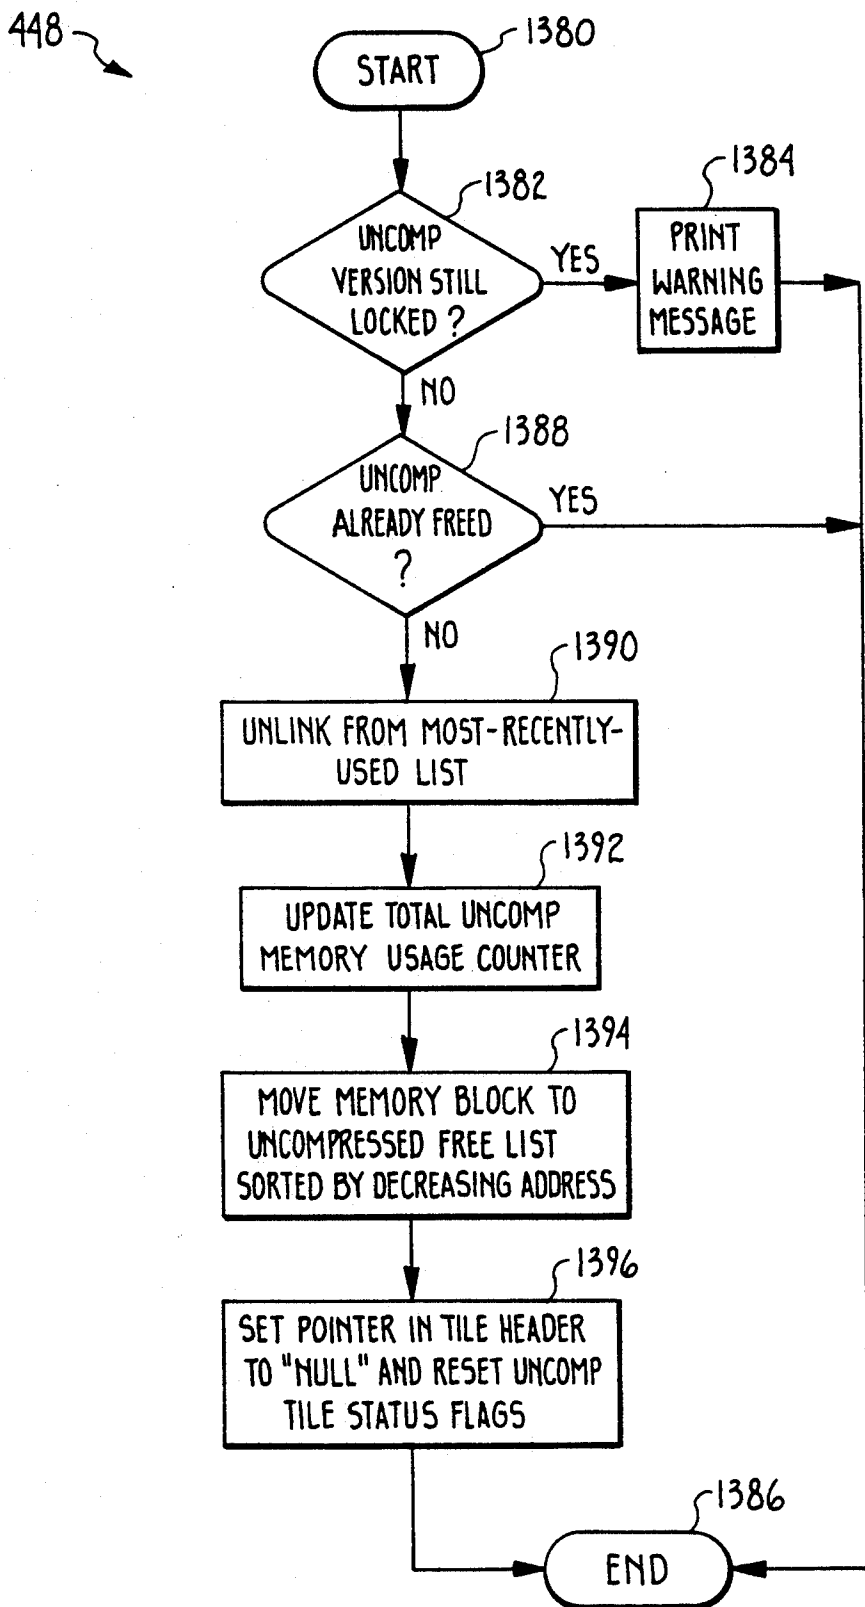 448
1380
START
1382
UNCOMP
VERSION STILL
LOCKED ?
YES
1384
PRINT
WARNING
MESSAGE
NO
1388
UNCOMP
ALREADY FREED
?
YES
NO
1390
UNLINK FROM MOST-RECENTLY-
USED LIST
1392
UPDATE TOTAL UNCOMP
MEMORY USAGE COUNTER
1394
MOVE MEMORY BLOCK TO
UNCOMPRESSED FREE LIST
SORTED BY DECREASING ADDRESS
1396
SET POINTER IN TILE HEADER
TO "NULL" AND RESET UNCOMP
TILE STATUS FLAGS
1386
END